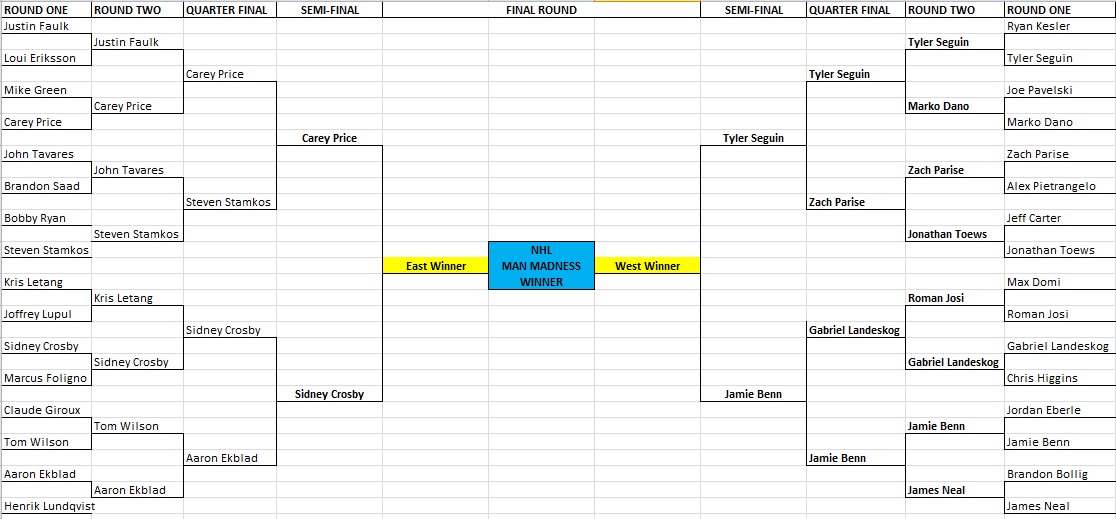 ROUND ONE ROUND TWO QUARTER FINAL SEMI-FINAL FINAL ROUND SEMI-FINAL QUARTER FINAL ROUND TWO ROUND ONE
Justin Faulk Ryan Kesler
Justin Faulk Tyler Seguin
Loui Eriksson Tyler Seguin
Carey Price Tyler Seguin
Mike Green Joe Pavelski
Carey Price Marko Dano
Carey Price Marko Dano
Carey Price Tyler Seguin
John Tavares Zach Parise
John Tavares Zach Parise
Brandon Saad Alex Pietrangelo
Steven Stamkos Zach Parise
Bobby Ryan Jeff Carter
Steven Stamkos Jonathan Toews
Steven Stamkos NHL Jonathan Toews
East Winner MAN MADNESS West Winner
Kris Letang WINNER Max Domi
Kris Letang Roman Josi
Joffrey Lupul Roman Josi
Sidney Crosby Gabriel Landeskog
Sidney Crosby Gabriel Landeskog
Sidney Crosby Gabriel Landeskog
Marcus Foligno Chris Higgins
Sidney Crosby Jamie Benn
Claude Giroux Jordan Eberle
Tom Wilson Jamie Benn
Tom Wilson Jamie Benn
Aaron Ekblad Jamie Benn
Aaron Ekblad Brandon Bollig
Aaron Ekblad James Neal
Henrik Lundqvist James Neal